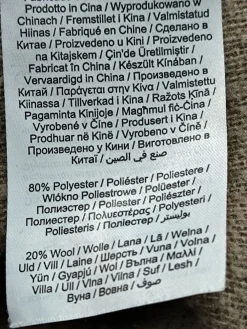 Prodotto in Cina / Wyprodukowano w
Chinach / Fremstillet i Kina / Valmistatud
Hiinas / Fabriqué en Chine / Сделано в
Китае / Proizvedeno u Kini / Proizvedeno
na Kitajskem / Çin'de Üretilmiştir /
Fabricat în China / Készült Kínában /
Vervaardigd in China / Произведено в
Китай / Παράγεται στην Κίνα / Valmistettu
Kiinassa / Tillverkad i Kina / Ražots Ķīnā /
Pagaminta Kinijoje / Magħmul fiċ-Ċina /
Vyrobené v Číne / Produsert i Kina /
Prodhuar në Kinë / Vyrobeno v Číně /
Произведено у Кини / Виготовлено в
Китаї / صنع في الصين
80% Polyester / Poliéster / Poliestere /
Włókno Poliestrowe / Polüester /
Полиэстер / Poliester / Poliészter /
Полиестер / Πολυεστέρας / Polyesteri /
Poliesteris / Поліестер / بوليستر
20% Wool / Wolle / Lana / Lã / Wełna /
Uld / Vill / Laine / Шерсть / Vuna / Volna /
Yün / Gyapjú / Wol / Вълна / Μαλλί /
Villa / Ull / Vlna / Vilna / Suf / Lesh /
Вуна / Вовна / صوف